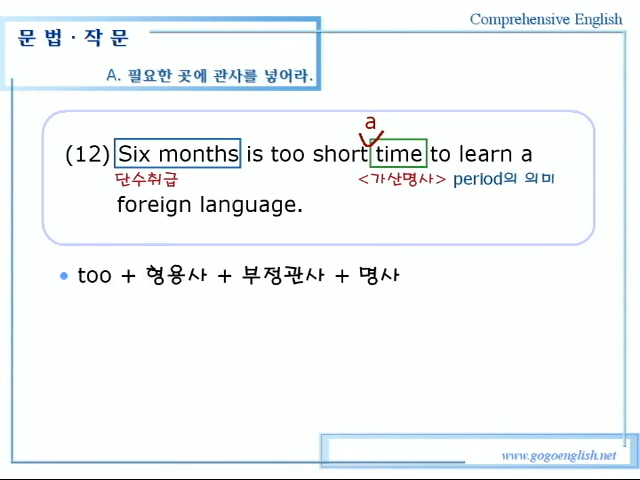 Comprehensive English
문 법 · 작 문
A. 필요한 곳에 관사를 넣어라.
a
(12) Six months is too short time to learn a
단수취급 <가산명사> period의 의미
foreign language.
• too + 형용사 + 부정관사 + 명사
www.gogoenglish.net